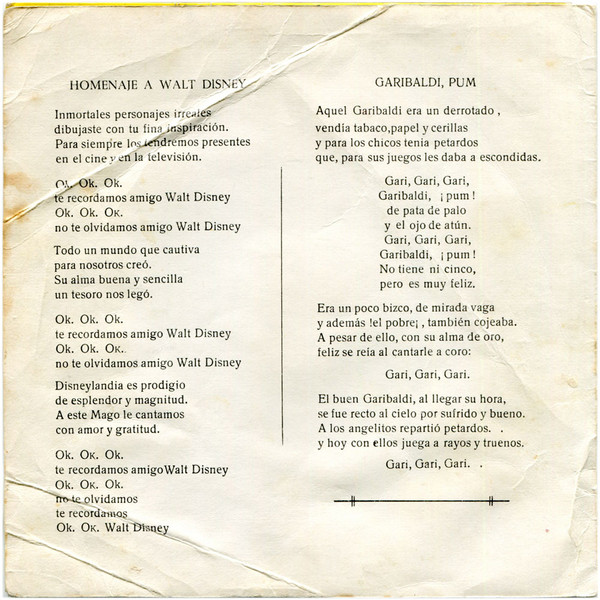 HOMENAJE A WALT DISNEY
Inmortales personajes irreales
dibujaste con tu fina inspiración.
Para siempre los tendremos presentes
en el cine y en la televisión.
Ok. Ok. Ok.
te recordamos amigo Walt Disney
Ok. Ok. Ok.
no te olvidamos amigo Walt Disney
Todo un mundo que cautiva
para nosotros creó.
Su alma buena y sencilla
un tesoro nos legó.
Ok. Ok. Ok.
te recordamos amigo Walt Disney
Ok. Ok. Ok.
no te olvidamos amigo Walt Disney
Disneylandia es prodigio
de esplendor y magnitud.
A este Mago le cantamos
con amor y gratitud.
Ok. Ok. Ok.
te recordamos amigo Walt Disney
Ok. Ok. Ok.
no te olvidamos
te recordamos
Ok. Ok. Walt Disney
GARIBALDI, PUM
Aquel Garibaldi era un derrotado,
vendía tabaco, papel y cerillas
y para los chicos tenia petardos
que, para sus juegos les daba a escondidas.
Gari, Gari, Gari,
Garibaldi, ¡pum!
de pata de palo
y el ojo de atún.
Gari, Gari, Gari,
Garibaldi, ¡pum!
No tiene ni cinco,
pero es muy feliz.
Era un poco bizco, de mirada vaga
y además !el pobre¡, también cojeaba.
A pesar de ello, con su alma de oro,
feliz se reía al cantarle a coro:
Gari, Gari, Gari.
El buen Garibaldi, al llegar su hora,
se fue recto al cielo por sufrido y bueno.
A los angelitos repartió petardos. .
y hoy con ellos juega a rayos y truenos.
Gari, Gari, Gari. .